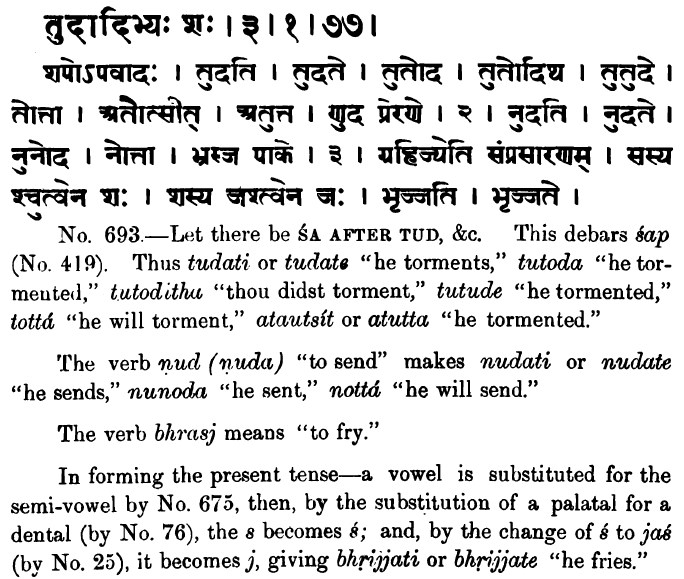 तुदादिभ्यः शः । ३ । १ । ७७ ।
शपोऽपवादः । तुदति । तुदते । तुतोद । तुतोदिथ । तुतुदे ।
तोत्ता । अतौत्सीत् । अतुत्त । णुद प्रेरणे । २ । नुदति । नुदते ।
नुनोद । नोत्ता । भ्रस्ज पाके । ३ । ग्रहिज्येति संप्रसारणम् । सस्य
श्चुत्वेन शः । शस्य जश्त्वेन जः । भृज्जति । भृज्जते ।
No. 693.—Let there be ŚA AFTER TUD, &c. This debars śap
(No. 419). Thus tudati or tudate “he torments,” tutoda “he tor-
mented,” tutoditha “thou didst torment,” tutude “he tormented,”
tottá “he will torment,” atautsít or atutta “he tormented.”
The verb ṇud (ṇuda) “to send” makes nudati or nudate
“he sends,” nunoda “he sent,” nottá “he will send.”
The verb bhrasj means “to fry.”
In forming the present tense—a vowel is substituted for the
semi-vowel by No. 675, then, by the substitution of a palatal for a
dental (by No. 76), the s becomes ś; and, by the change of ś to jaś
(by No. 25), it becomes j, giving bhṛijjati or bhṛijjate “he fries.”